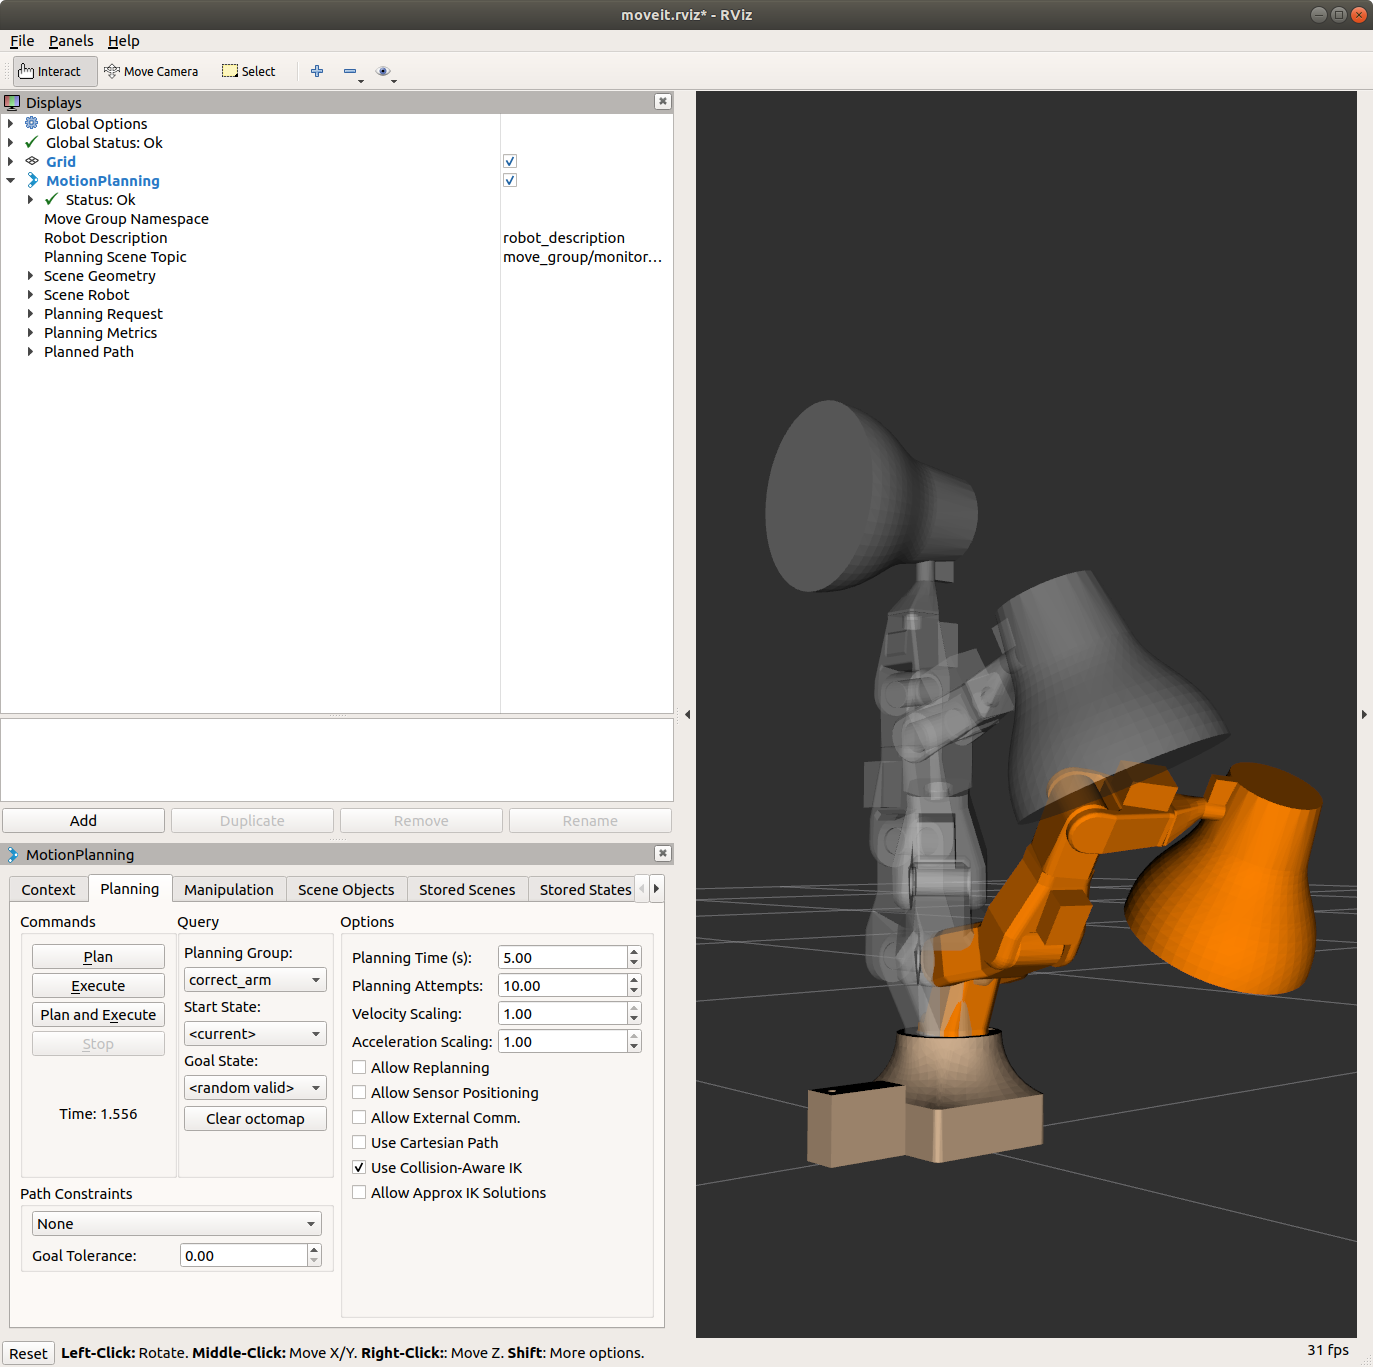 moveit.rviz* - RViz
File Panels Help
Interact Move Camera Select
Displays
Global Options
Global Status: Ok
Grid
MotionPlanning
Status: Ok
Move Group Namespace
Robot Description robot_description
Planning Scene Topic move_group/monitor...
Scene Geometry
Scene Robot
Planning Request
Planning Metrics
Planned Path
Add Duplicate Remove Rename
MotionPlanning
Context Planning Manipulation Scene Objects Stored Scenes Stored States
Commands
Plan
Execute
Plan and Execute
Stop
Time: 1.556
Query
Planning Group:
correct_arm
Start State:
<current>
Goal State:
<random valid>
Clear octomap
Path Constraints
None
Goal Tolerance: 0.00
Options
Planning Time (s): 5.00
Planning Attempts: 10.00
Velocity Scaling: 1.00
Acceleration Scaling: 1.00
Allow Replanning
Allow Sensor Positioning
Allow External Comm.
Use Cartesian Path
Use Collision-Aware IK
Allow Approx IK Solutions
Reset Left-Click: Rotate. Middle-Click: Move X/Y. Right-Click:: Move Z. Shift: More options. 31 fps